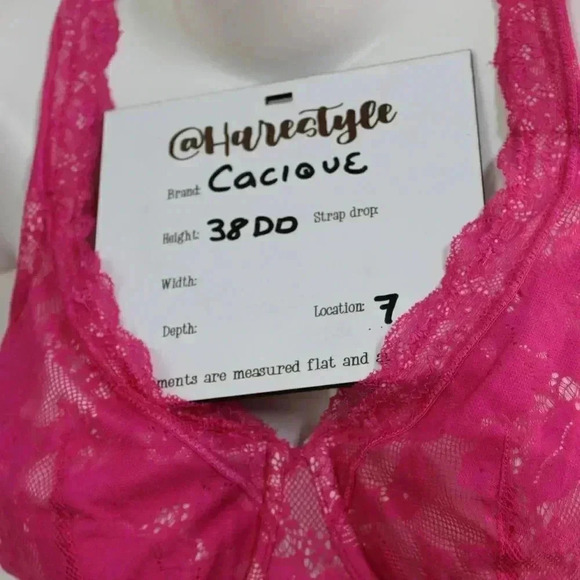 @Harestyle
Brand: CACIQUE
Height: 38DD Strap drop:
Width:
Depth: Location: 7
ments are measured flat and a